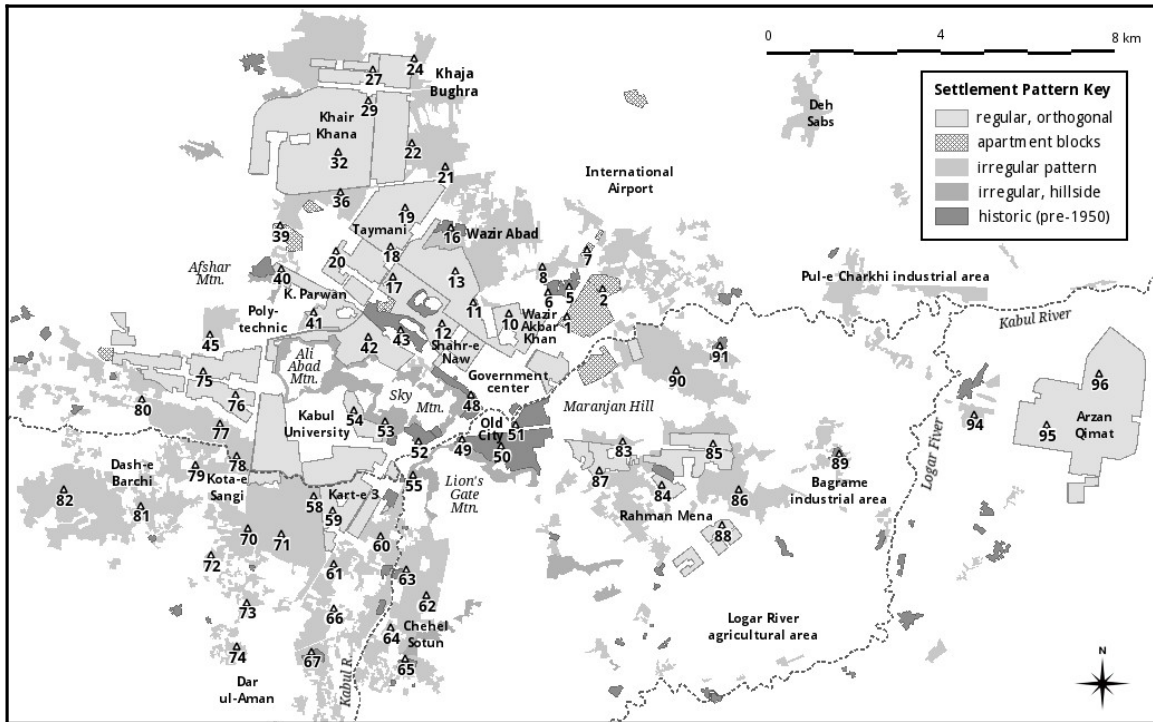 0 4 8 km
Settlement Pattern Key
regular, orthogonal
apartment blocks
irregular pattern
irregular, hillside
historic (pre-1950)
24
27
Khaja
Bughra
29
Khair
Khana
Deh
Sabs
22
32
21
International
Airport
36
19
39
Taymani
16
Wazir Abad
18
20
7
Afshar
Mtn.
40
17
13
8
Pul-e Charkhi industrial area
K. Parwan
6
5
2
Poly-
technic
41
11
10
Wazir
Akbar
Khan
1
Kabul River
12
43
42
Shahr-e
Naw
45
Ali
Abad
Mtn.
91
75
Government
center
90
96
Sky
Mtn.
76
80
48
Maranjan Hill
54
Kabul
University
53
Old
City
51
94
Arzan
Qimat
77
95
52
49
50
83
85
78
Dash-e
Barchi
79
Kota-e
Sangi
55
Lion's
Gate
Mtn.
87
89
Bagrame
industrial area
Logar River
82
81
58
Kart-e 3
59
84
86
Rahman Mena
70
71
60
88
72
61
63
73
62
66
64
Chehel
Sotun
Logar River
agricultural area
74
67
65
Dar
ul-Aman
Kabul R.
N